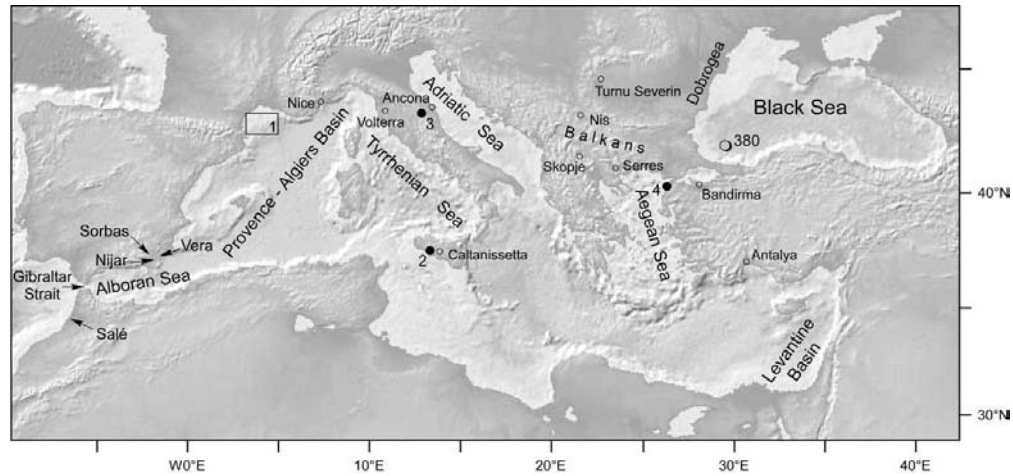 Dobrogea
Black Sea
380
Turnu Severin
Nis
Balkans
Skopjé
Serres
4
Bandirma
Aegean Sea
Antalya
Levantine
Basin
Adriatic Sea
Ancona
3
Nice
Volterra
1
Provence - Algiers Basin
Tyrrhenian Sea
2
Caltanissetta
Sorbas
Vera
Nijar
Gibraltar
Strait
Alboran Sea
Salé
40°N
30°N
W0°E
10°E
20°E
30°E
40°E